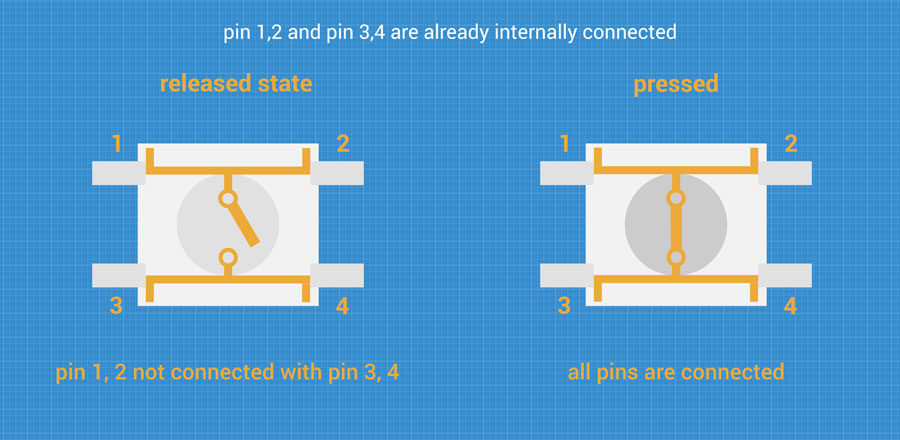 pin 1,2 and pin 3,4 are already internally connected
released state
pressed
1
2
1
2
3
4
3
4
pin 1, 2 not connected with pin 3, 4
all pins are connected